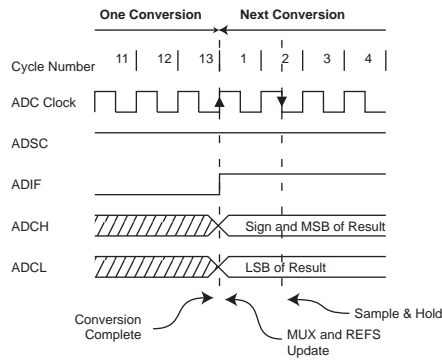 One Conversion
Next Conversion
Cycle Number
11
12
13
1
2
3
4
ADC Clock
ADSC
ADIF
ADCH
Sign and MSB of Result
ADCL
LSB of Result
Conversion
Complete
MUX and REFS
Update
Sample & Hold